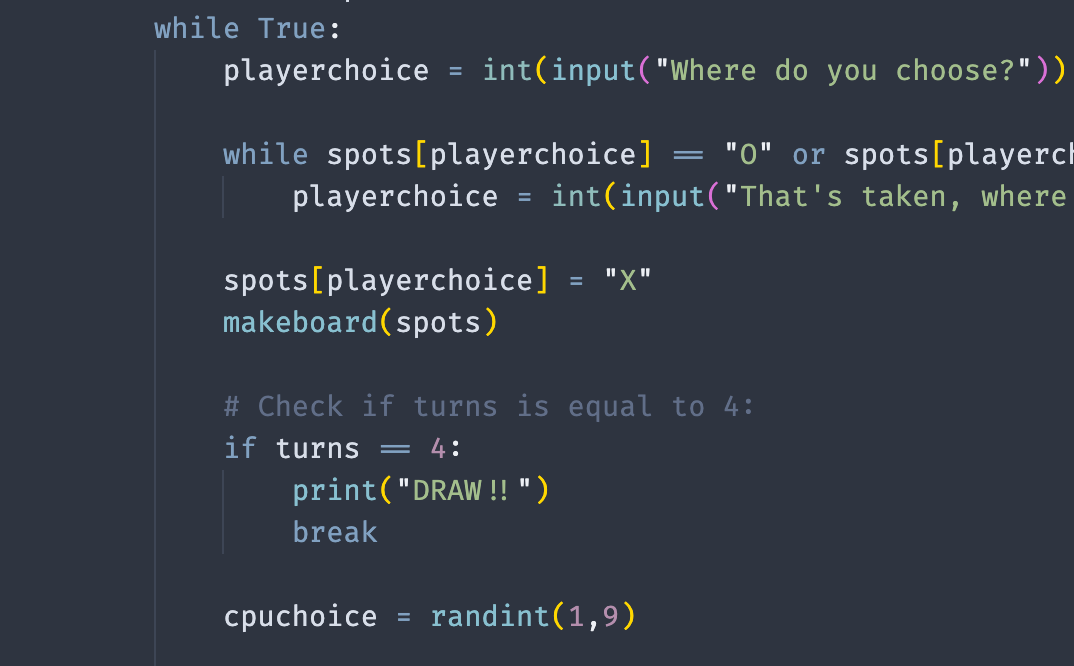 while True:
playerchoice = int(input("Where do you choose?"))
while spots[playerchoice] == "O" or spots[playerch
playerchoice = int(input("That's taken, where
spots[playerchoice] = "X"
makeboard(spots)
# Check if turns is equal to 4:
if turns == 4:
print("DRAW!!")
break
cpuchoice = randint(1,9)